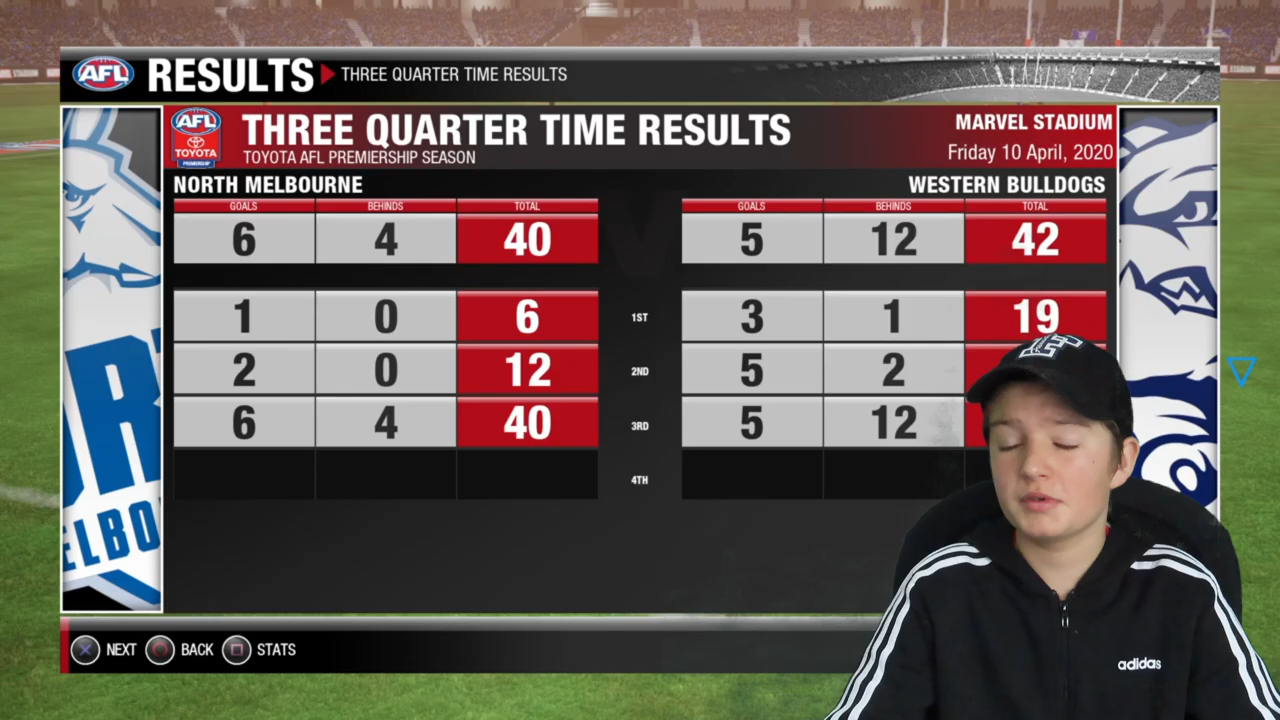 AFL RESULTS THREE QUARTER TIME RESULTS
AFL TOYOTA PREMIERSHIP
THREE QUARTER TIME RESULTS
TOYOTA AFL PREMIERSHIP SEASON
MARVEL STADIUM
Friday 10 April, 2020
NORTH MELBOURNE WESTERN BULLDOGS
GOALS BEHINDS TOTAL GOALS BEHINDS TOTAL
6 4 40 5 12 42
1 0 6 1ST 3 1 19
2 0 12 2ND 5 2
6 4 40 3RD 5 12
4TH
NEXT BACK STATS
adidas